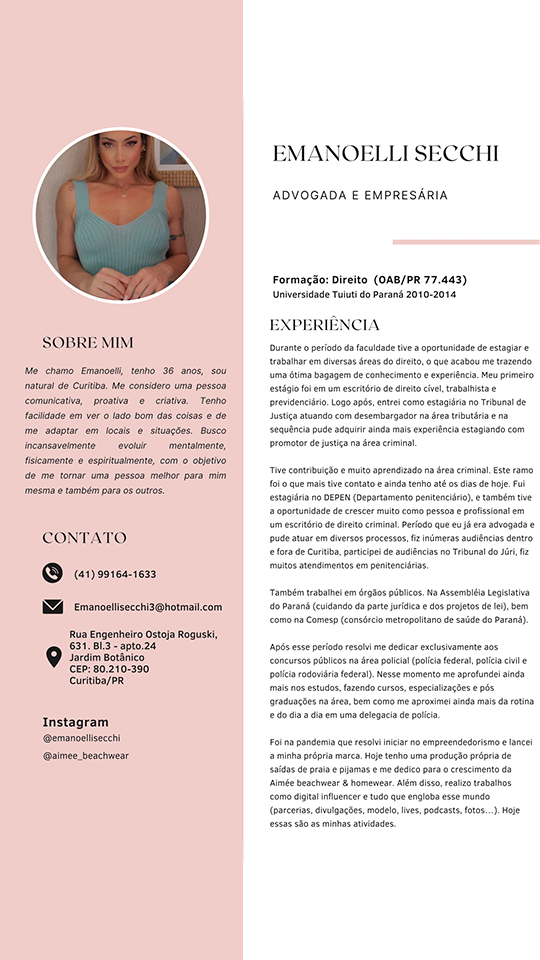 EMANOELLI SECCHI
ADVOGADA E EMPRESÁRIA
Formação: Direito (OAB/PR 77.443)
Universidade Tuiuti do Paraná 2010-2014
EXPERIÊNCIA
Durante o período da faculdade tive a oportunidade de estagiar e
trabalhar em diversas áreas do direito, o que acabou me trazendo
uma ótima bagagem de conhecimento e experiência. Meu primeiro
estágio foi em um escritório de direito cível, trabalhista e
previdenciário. Logo após, entrei como estagiária no Tribunal de
Justiça atuando com desembargador na área tributária e na
sequência pude adquirir ainda mais experiência estagiando com
promotor de justiça na área criminal.
Tive contribuição e muito aprendizado na área criminal. Este ramo
foi o que mais tive contato e ainda tenho até os dias de hoje. Fui
estagiária no DEPEN (Departamento penitenciário), e também tive
a oportunidade de crescer muito como pessoa e profissional em
um escritório de direito criminal. Período que eu já era advogada e
pude atuar em diversos processos, fiz inúmeras audiências dentro
e fora de Curitiba, participei de audiências no Tribunal do Júri, fiz
muitos atendimentos em penitenciárias.
Também trabalhei em órgãos públicos. Na Assembléia Legislativa
do Paraná (cuidando da parte jurídica e dos projetos de lei), bem
como na Comesp (consórcio metropolitano de saúde do Paraná).
Após esse período resolvi me dedicar exclusivamente aos
concursos públicos na área policial (polícia federal, polícia civil e
polícia rodoviária federal). Nesse momento me aprofundei ainda
mais nos estudos, fazendo cursos, especializações e pós
graduações na área, bem como me aproximei ainda mais da rotina
e do dia a dia em uma delegacia de polícia.
Foi na pandemia que resolvi iniciar no empreendedorismo e lancei
a minha própria marca. Hoje tenho uma produção própria de
saídas de praia e pijamas e me dedico para o crescimento da
Aimée beachwear & homewear. Além disso, realizo trabalhos
como digital influencer e tudo que engloba esse mundo
(parcerias, divulgações, modelo, lives, podcasts, fotos...). Hoje
essas são as minhas atividades.
SOBRE MIM
Me chamo Emanoelli, tenho 36 anos, sou
natural de Curitiba. Me considero uma pessoa
comunicativa, proativa e criativa. Tenho
facilidade em ver o lado bom das coisas e de
me adaptar em locais e situações. Busco
incansavelmente evoluir mentalmente,
fisicamente e espiritualmente, com o objetivo
de me tornar uma pessoa melhor para mim
mesma e também para os outros.
CONTATO
(41) 99164-1633
Emanoellisecchi3@hotmail.com
Rua Engenheiro Ostoja Roguski,
631. Bl.3 - apto.24
Jardim Botânico
CEP: 80.210-390
Curitiba/PR
Instagram
@emanoellisecchi
@aimee_beachwear